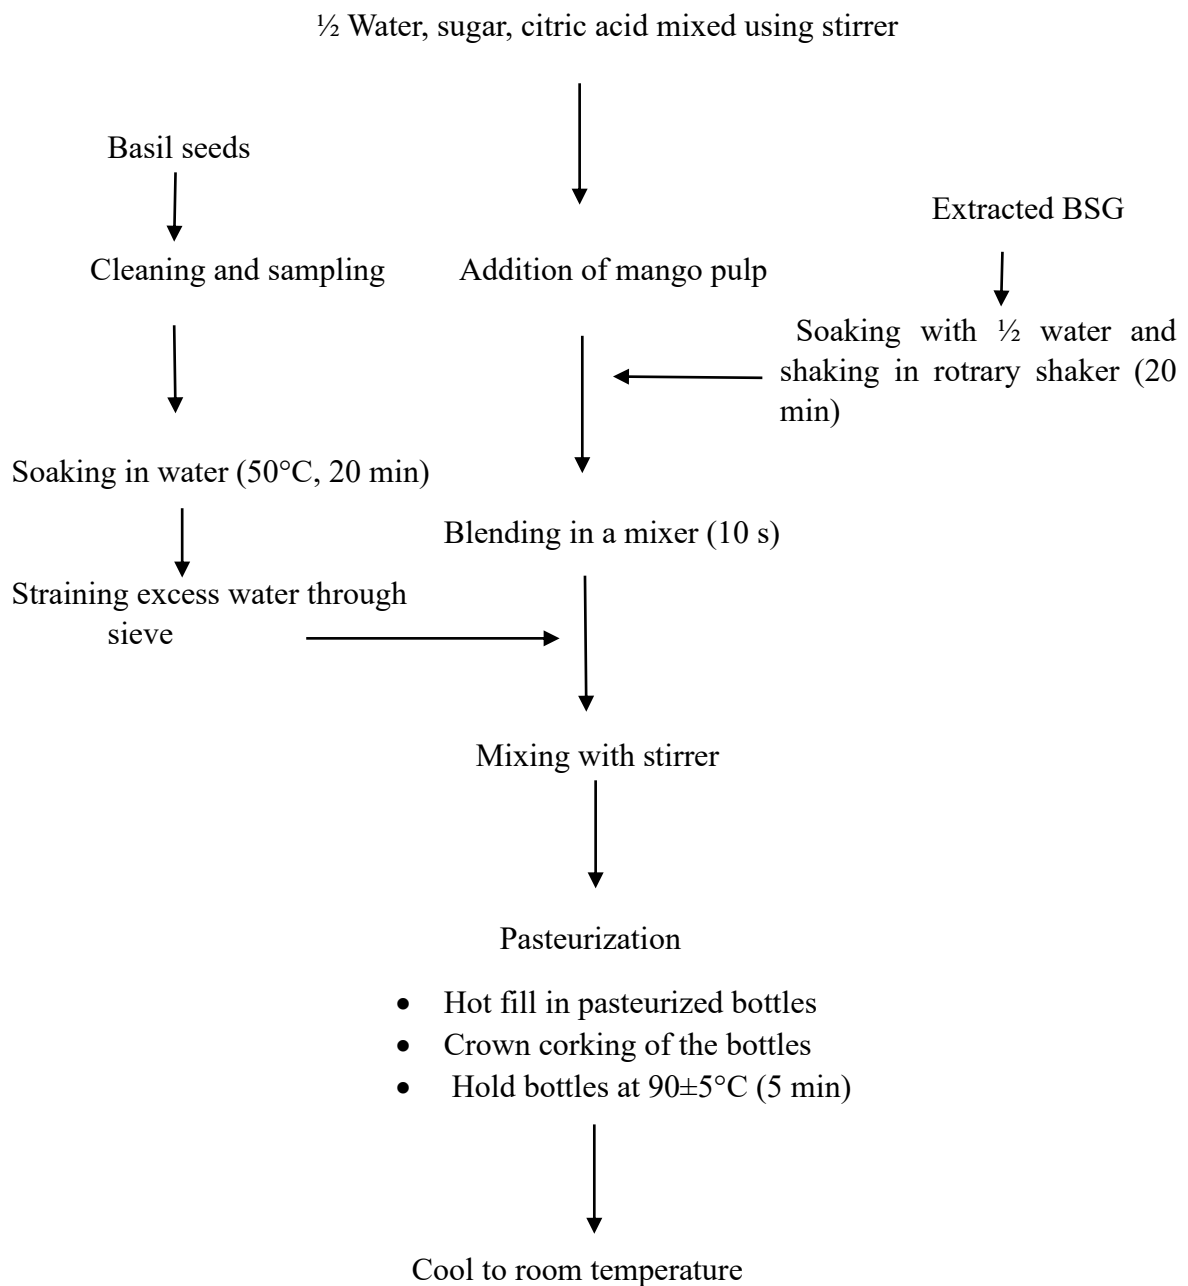 ½ Water, sugar, citric acid mixed using stirrer
Basil seeds
Extracted BSG
Cleaning and sampling
Addition of mango pulp
Soaking with ½ water and
shaking in rotrary shaker (20
min)
Soaking in water (50°C, 20 min)
Blending in a mixer (10 s)
Straining excess water through
sieve
Mixing with stirrer
Pasteurization
• Hot fill in pasteurized bottles
• Crown corking of the bottles
• Hold bottles at 90±5°C (5 min)
Cool to room temperature